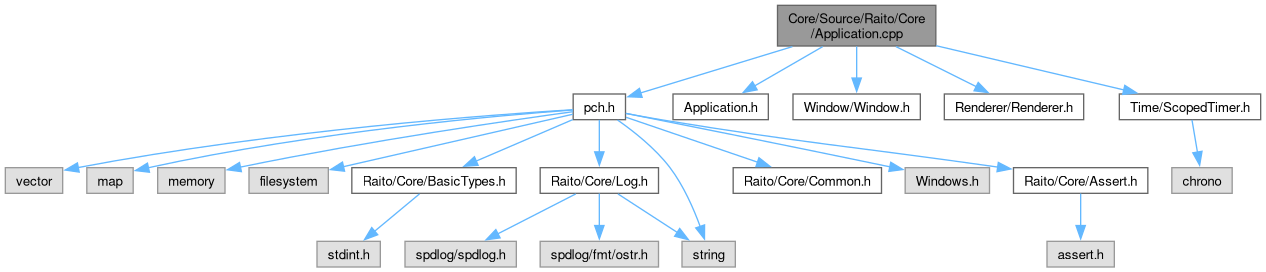 Core/Source/Raito/Core
/Application.cpp
pch.h
Application.h
Window/Window.h
Renderer/Renderer.h
Time/ScopedTimer.h
vector
map
memory
filesystem
Raito/Core/BasicTypes.h
Raito/Core/Log.h
Raito/Core/Common.h
Windows.h
Raito/Core/Assert.h
chrono
stdint.h
spdlog/spdlog.h
spdlog/fmt/ostr.h
string
assert.h